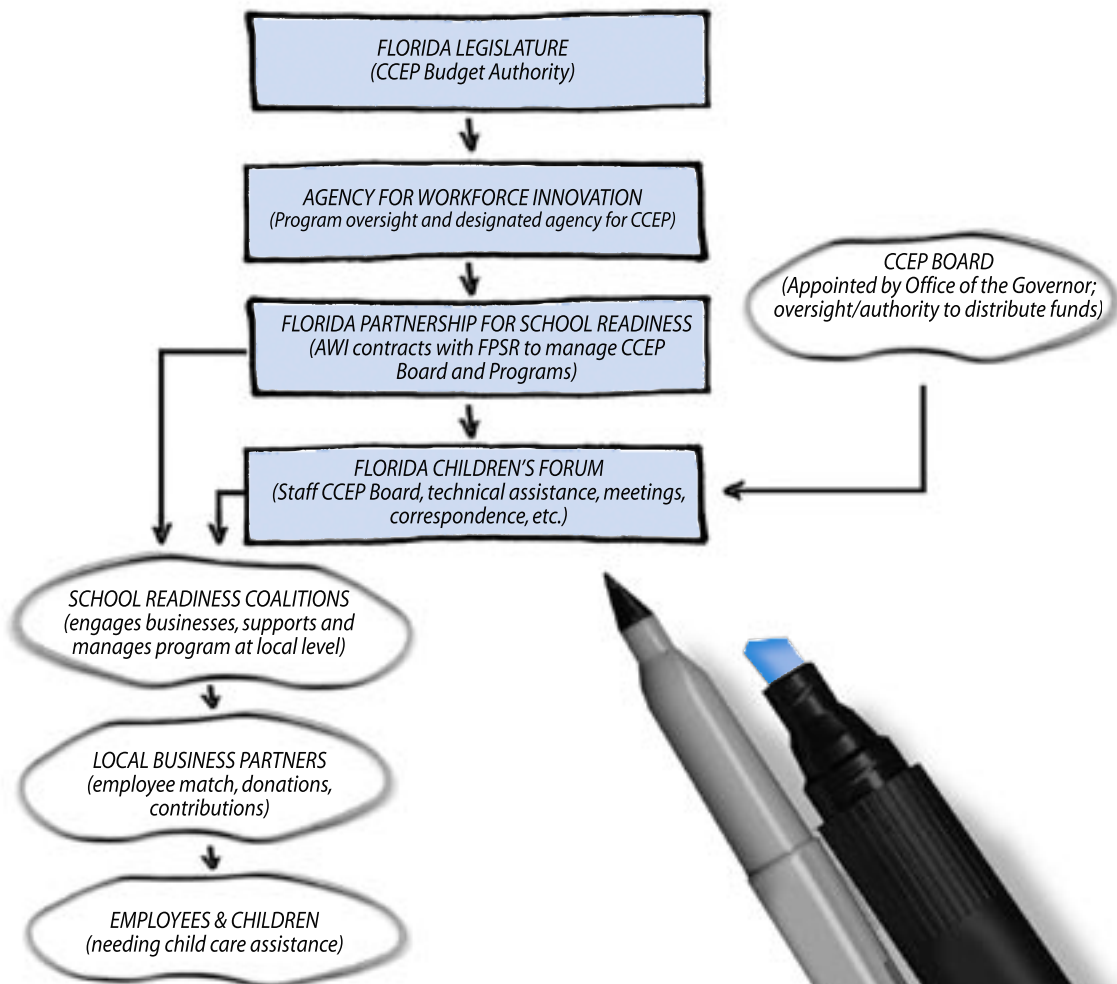 FLORIDA LEGISLATURE
(CCEP Budget Authority)
AGENCY FOR WORKFORCE INNOVATION
(Program oversight and designated agency for CCEP)
CCEP BOARD
(Appointed by Office of the Governor;
oversight/authority to distribute funds)
FLORIDA PARTNERSHIP FOR SCHOOL READINESS
(AWI contracts with FPSR to manage CCEP
Board and Programs)
FLORIDA CHILDREN'S FORUM
(Staff CCEP Board, technical assistance, meetings,
correspondence, etc.)
SCHOOL READINESS COALITIONS
(engages businesses, supports and
manages program at local level)
LOCAL BUSINESS PARTNERS
(employee match, donations,
contributions)
EMPLOYEES & CHILDREN
(needing child care assistance)